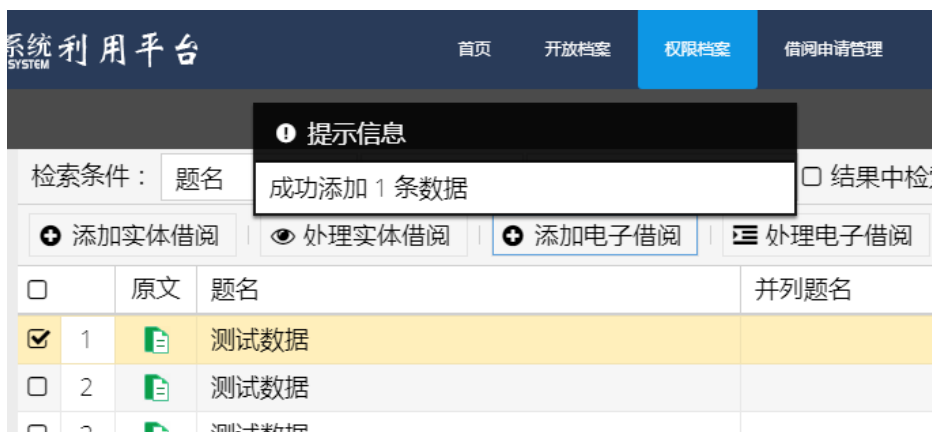 系统利用平台
SYSTEM
首页 开放档案 权限档案 借阅申请管理
提示信息
检索条件： 题名 结果中检
成功添加 1 条数据
添加实体借阅 处理实体借阅 添加电子借阅 处理电子借阅
原文 题名 并列题名
1 测试数据
2 测试数据